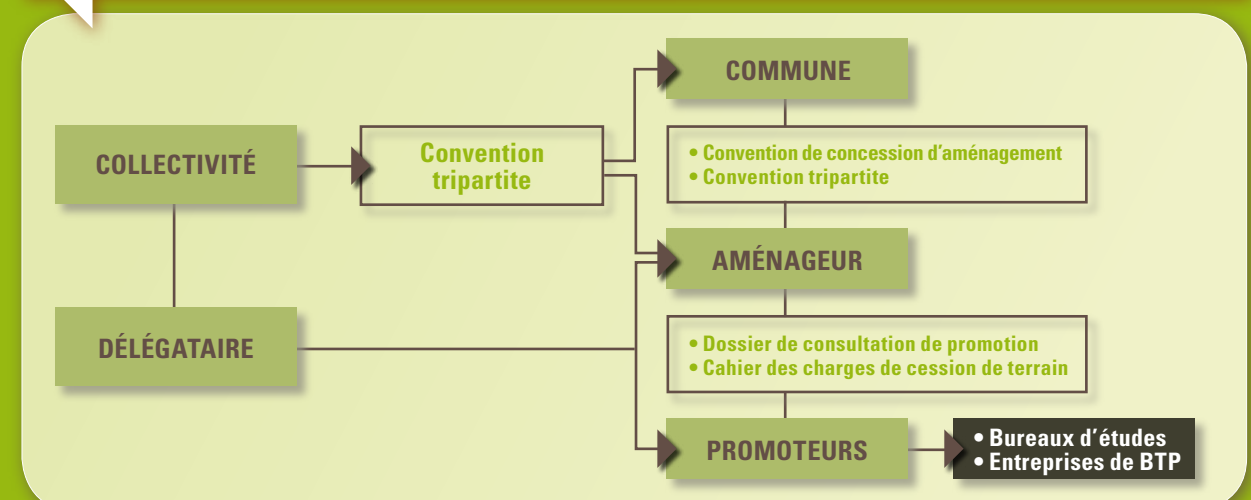 COLLECTIVITÉ
DÉLÉGATAIRE
Convention
tripartite
COMMUNE
• Convention de concession d’aménagement
• Convention tripartite
AMÉNAGEUR
• Dossier de consultation de promotion
• Cahier des charges de cession de terrain
PROMOTEURS
• Bureaux d’études
• Entreprises de BTP